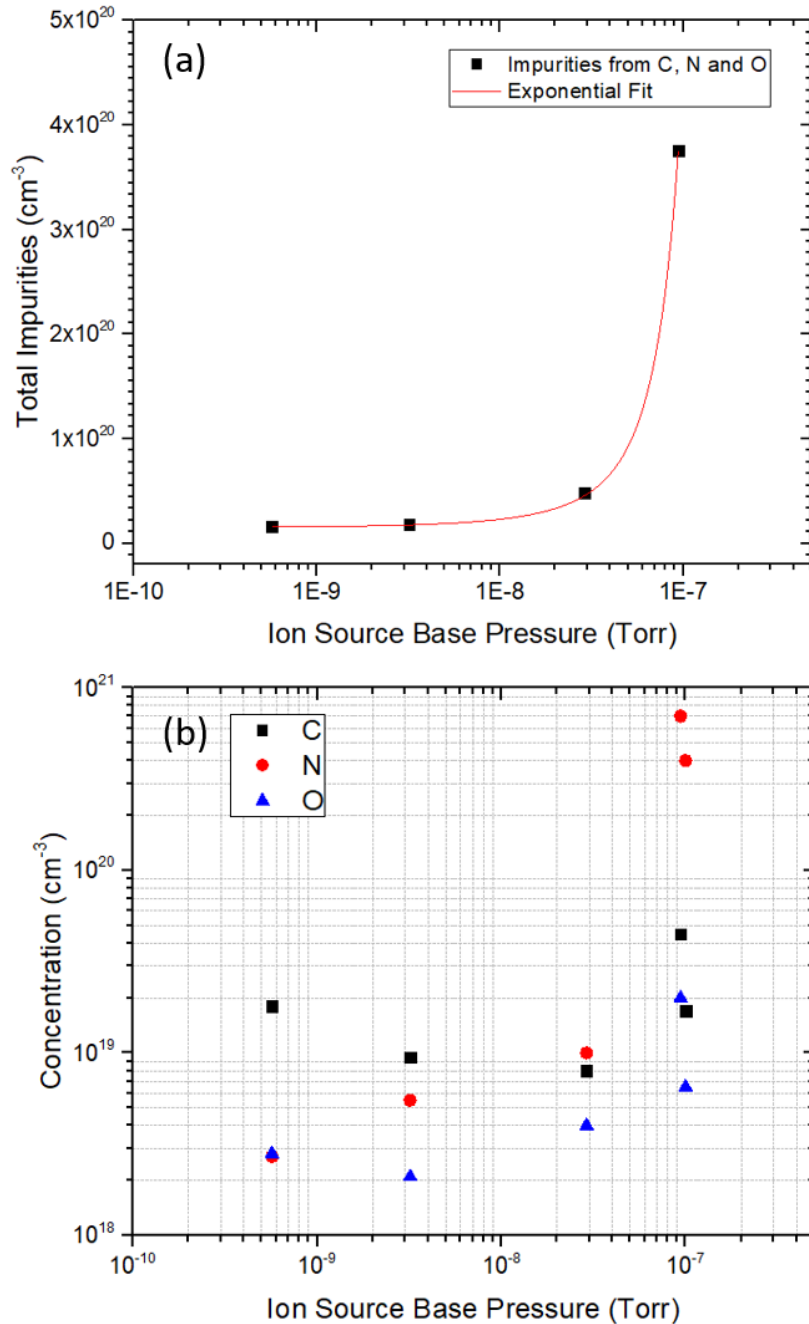 (a)
Impurities from C, N and O
Exponential Fit
5x10^20
4x10^20
3x10^20
2x10^20
1x10^20
0
Total Impurities (cm^-3)
1E-10 1E-9 1E-8 1E-7
Ion Source Base Pressure (Torr)
(b)
C
N
O
10^21
10^20
10^19
10^18
Concentration (cm^-3)
10^-10 10^-9 10^-8 10^-7
Ion Source Base Pressure (Torr)